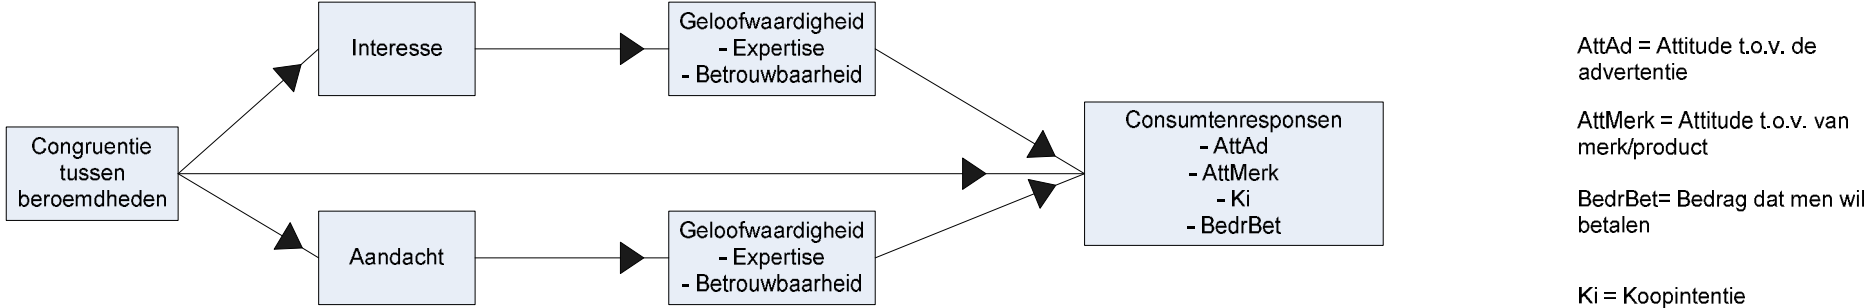 Congruentie
tussen
beroemdheden
Interesse
Geloofwaardigheid
- Expertise
- Betrouwbaarheid
Aandacht
Geloofwaardigheid
- Expertise
- Betrouwbaarheid
Consumtenresponsen
- AttAd
- AttMerk
- Ki
- BedrBet
AttAd = Attitude t.o.v. de
advertentie
AttMerk = Attitude t.o.v. van
merk/product
BedrBet= Bedrag dat men wil
betalen
Ki = Koopintentie